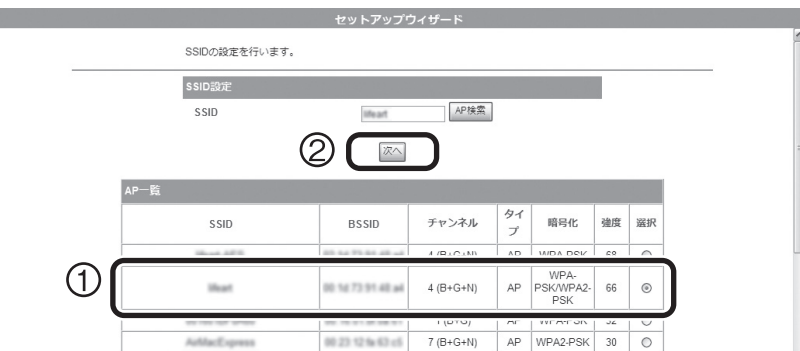 セットアップウィザード
SSIDの設定を行います。
SSID設定
SSID AP検索
② 次へ
AP一覧
SSID BSSID チャンネル タイプ 暗号化 強度 選択
4 (B+G+N) AP WPA-PSK 68
① 4 (B+G+N) AP WPA-PSK/WPA2-PSK 66
AP WPA-PSK 32
7 (B+G+N) AP WPA2-PSK 30